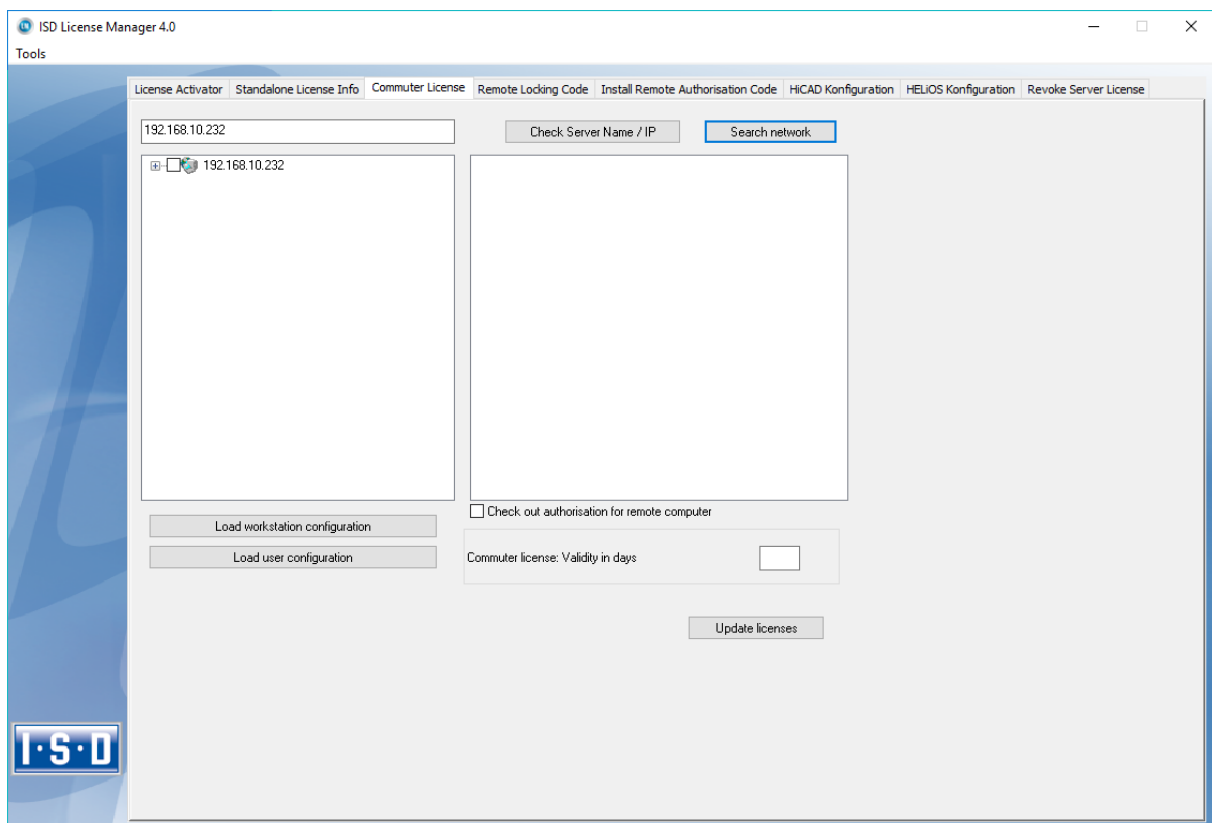 ISD License Manager 4.0
Tools
License Activator Standalone License Info Commuter License Remote Locking Code Install Remote Authorisation Code HiCAD Konfiguration HELiOS Konfiguration Revoke Server License
192.168.10.232 Check Server Name / IP Search network
192.168.10.232
Check out authorisation for remote computer
Load workstation configuration
Load user configuration Commuter license: Validity in days
Update licenses
I·S·D